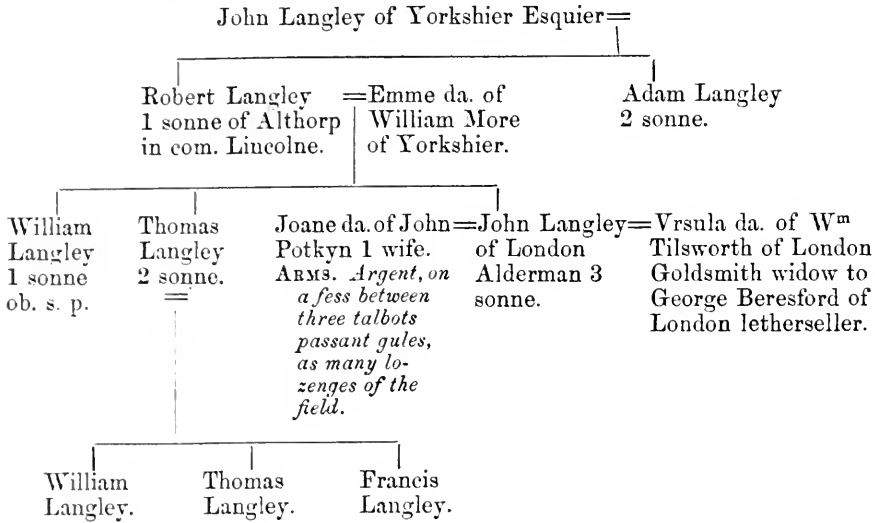 John Langley of Yorkshier Esquier=
Robert Langley
1 sonne of Althorp
in com. Lincolne.
=Emme da. of
William More
of Yorkshier.
Adam Langley
2 sonne.
William
Langley
1 sonne
ob. s. p.
Thomas
Langley
2 sonne.
=
Joane da. of John
Potkyn 1 wife.
ARMS. Argent, on
a fess between
three talbots
passant gules,
as many lo-
zenges of the
field.
=John Langley=
of London
Alderman 3
sonne.
Vrsula da. of Wm
Tilsworth of London
Goldsmith widow to
George Beresford of
London letherseller.
William
Langley.
Thomas
Langley.
Francis
Langley.